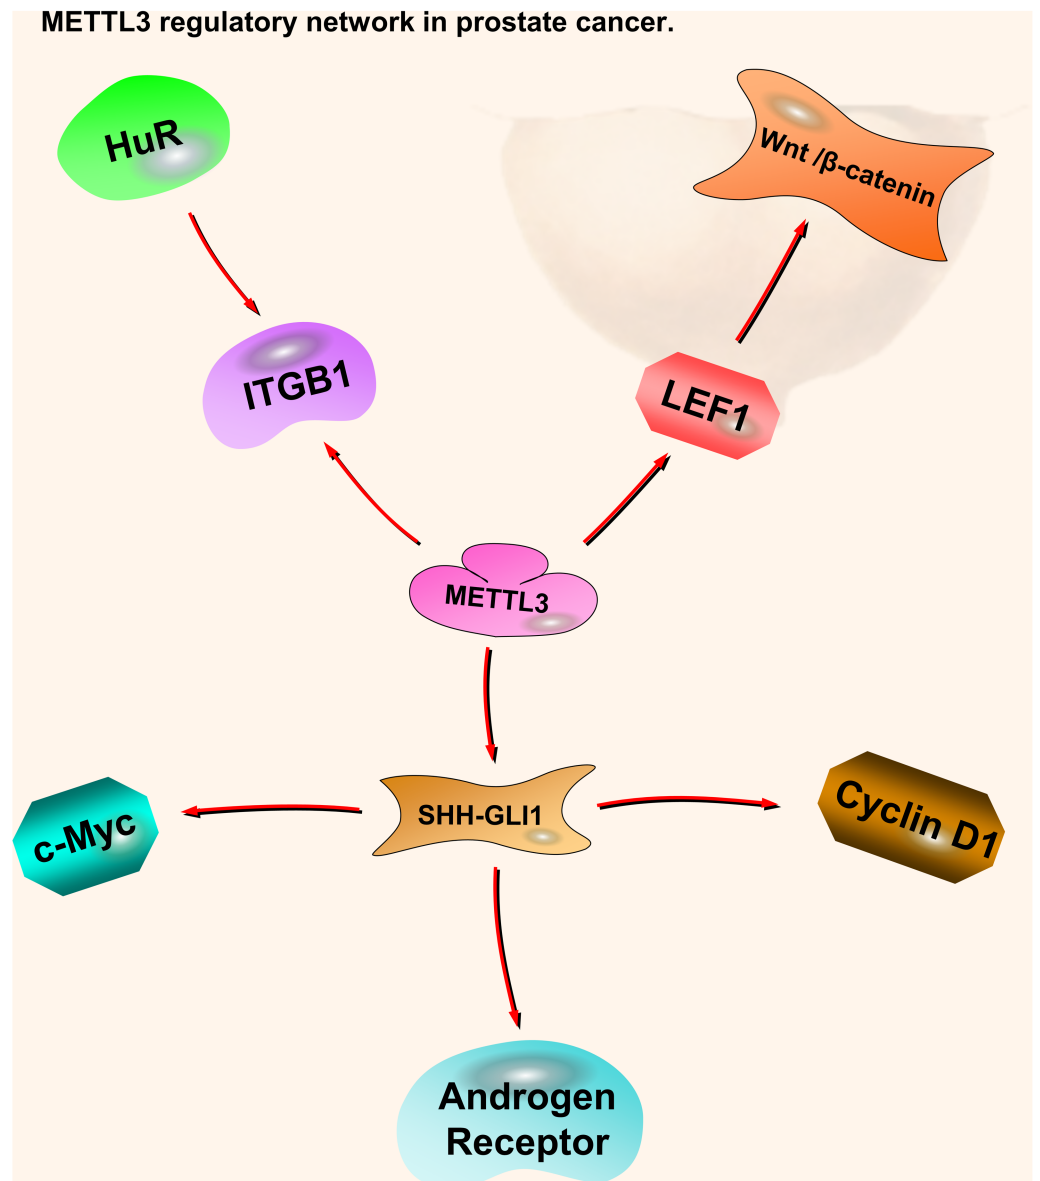 METTL3 regulatory network in prostate cancer.
HuR
Wnt /β-catenin
ITGB1
LEF1
METTL3
SHH-GLI1
c-Myc
Cyclin D1
Androgen
Receptor